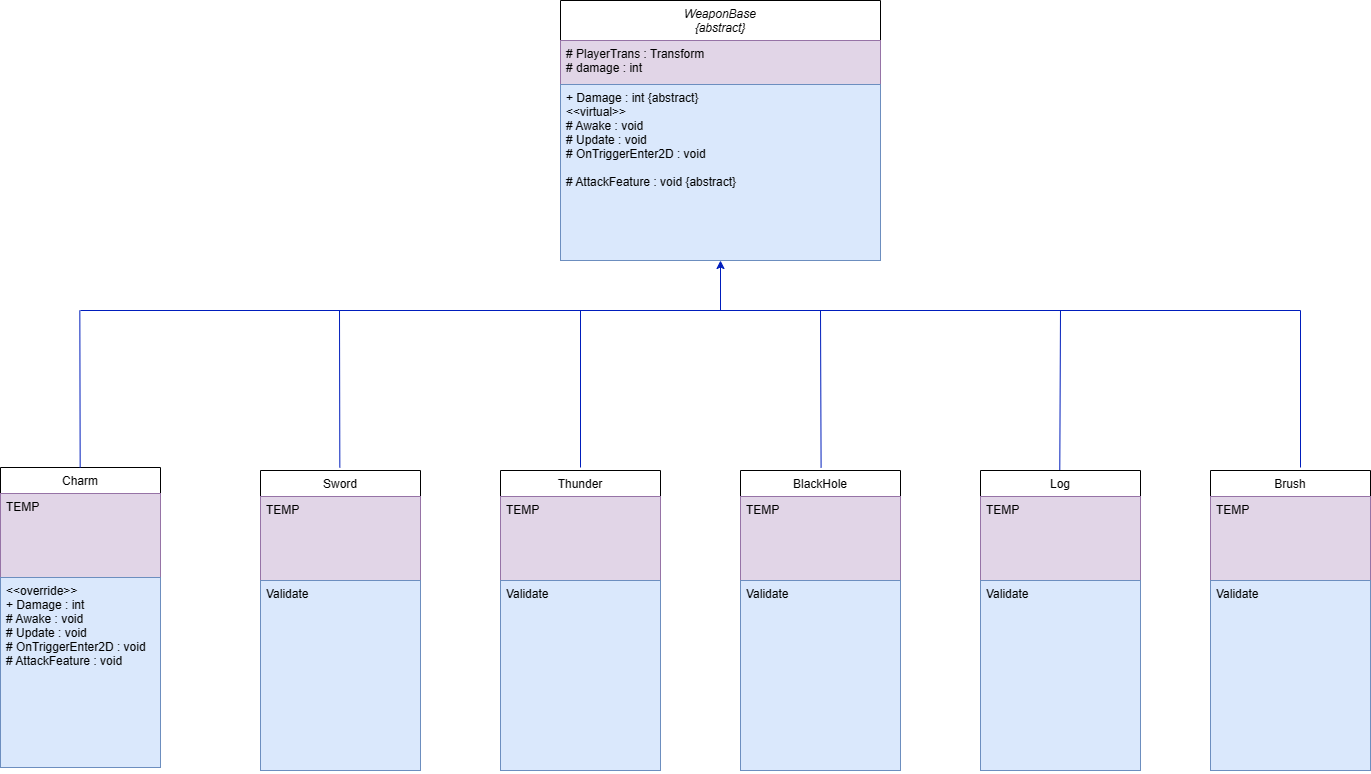 WeaponBase
{abstract}
# PlayerTrans : Transform
# damage : int
+ Damage : int {abstract}
<<virtual>>
# Awake : void
# Update : void
# OnTriggerEnter2D : void
# AttackFeature : void {abstract}
Charm
TEMP
<<override>>
+ Damage : int
# Awake : void
# Update : void
# OnTriggerEnter2D : void
# AttackFeature : void
Sword
TEMP
Validate
Thunder
TEMP
Validate
BlackHole
TEMP
Validate
Log
TEMP
Validate
Brush
TEMP
Validate